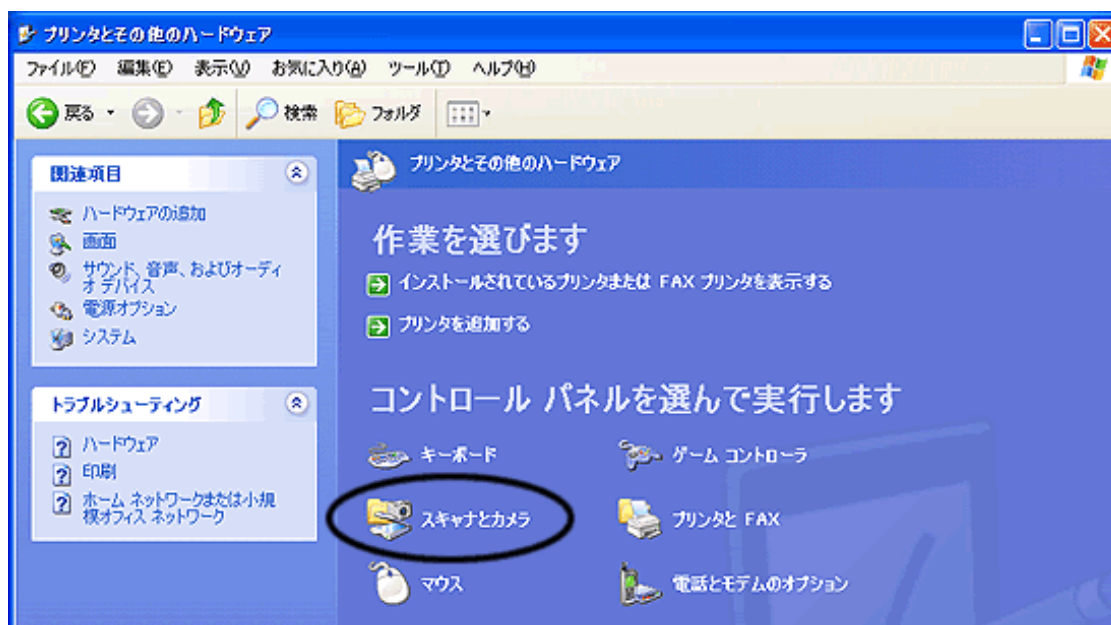 プリンタとその他のハードウェア
ファイル(F) 編集(E) 表示(V) お気に入り(A) ツール(T) ヘルプ(H)
戻る 検索 フォルダ
関連項目
ハードウェアの追加
画面
サウンド、音声、およびオーディ
オ デバイス
電源オプション
システム
トラブルシューティング
ハードウェア
印刷
ホーム ネットワークまたは小規
模オフィス ネットワーク
プリンタとその他のハードウェア
作業を選びます
インストールされているプリンタまたは FAX プリンタを表示する
プリンタを追加する
コントロール パネルを選んで実行します
キーボード
ゲーム コントローラ
スキャナとカメラ
プリンタと FAX
マウス
電話とモデムのオプション